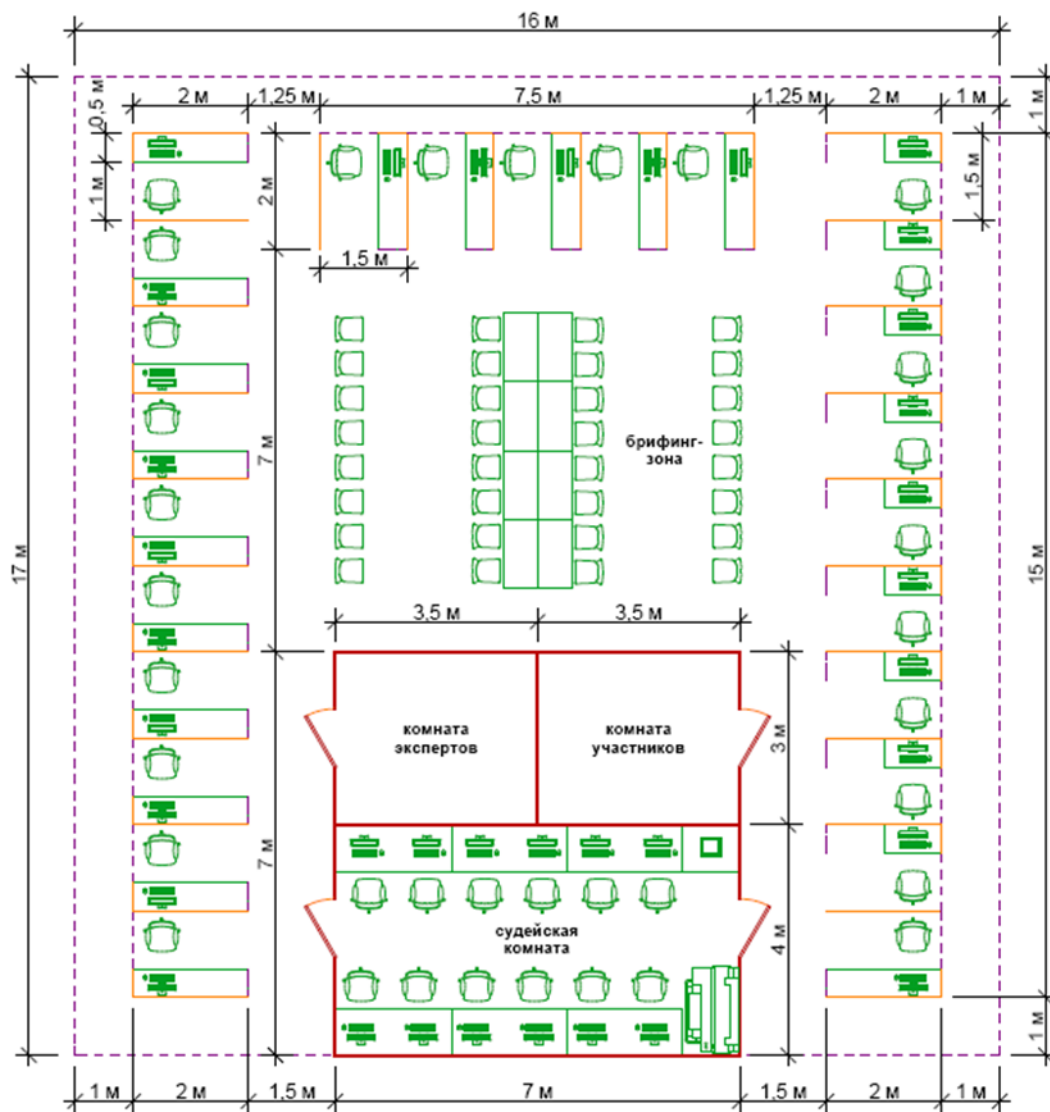 16 м
2 м
1,25 м
7,5 м
1,25 м
2 м
1 м
1 м
0,5 м
1 м
2 м
1,5 м
1,5 м
брифинг-
зона
7 м
17 м
15 м
3,5 м
3,5 м
комната
экспертов
комната
участников
3 м
7 м
судейская
комната
4 м
1 м
1 м
2 м
1,5 м
7 м
1,5 м
2 м
1 м